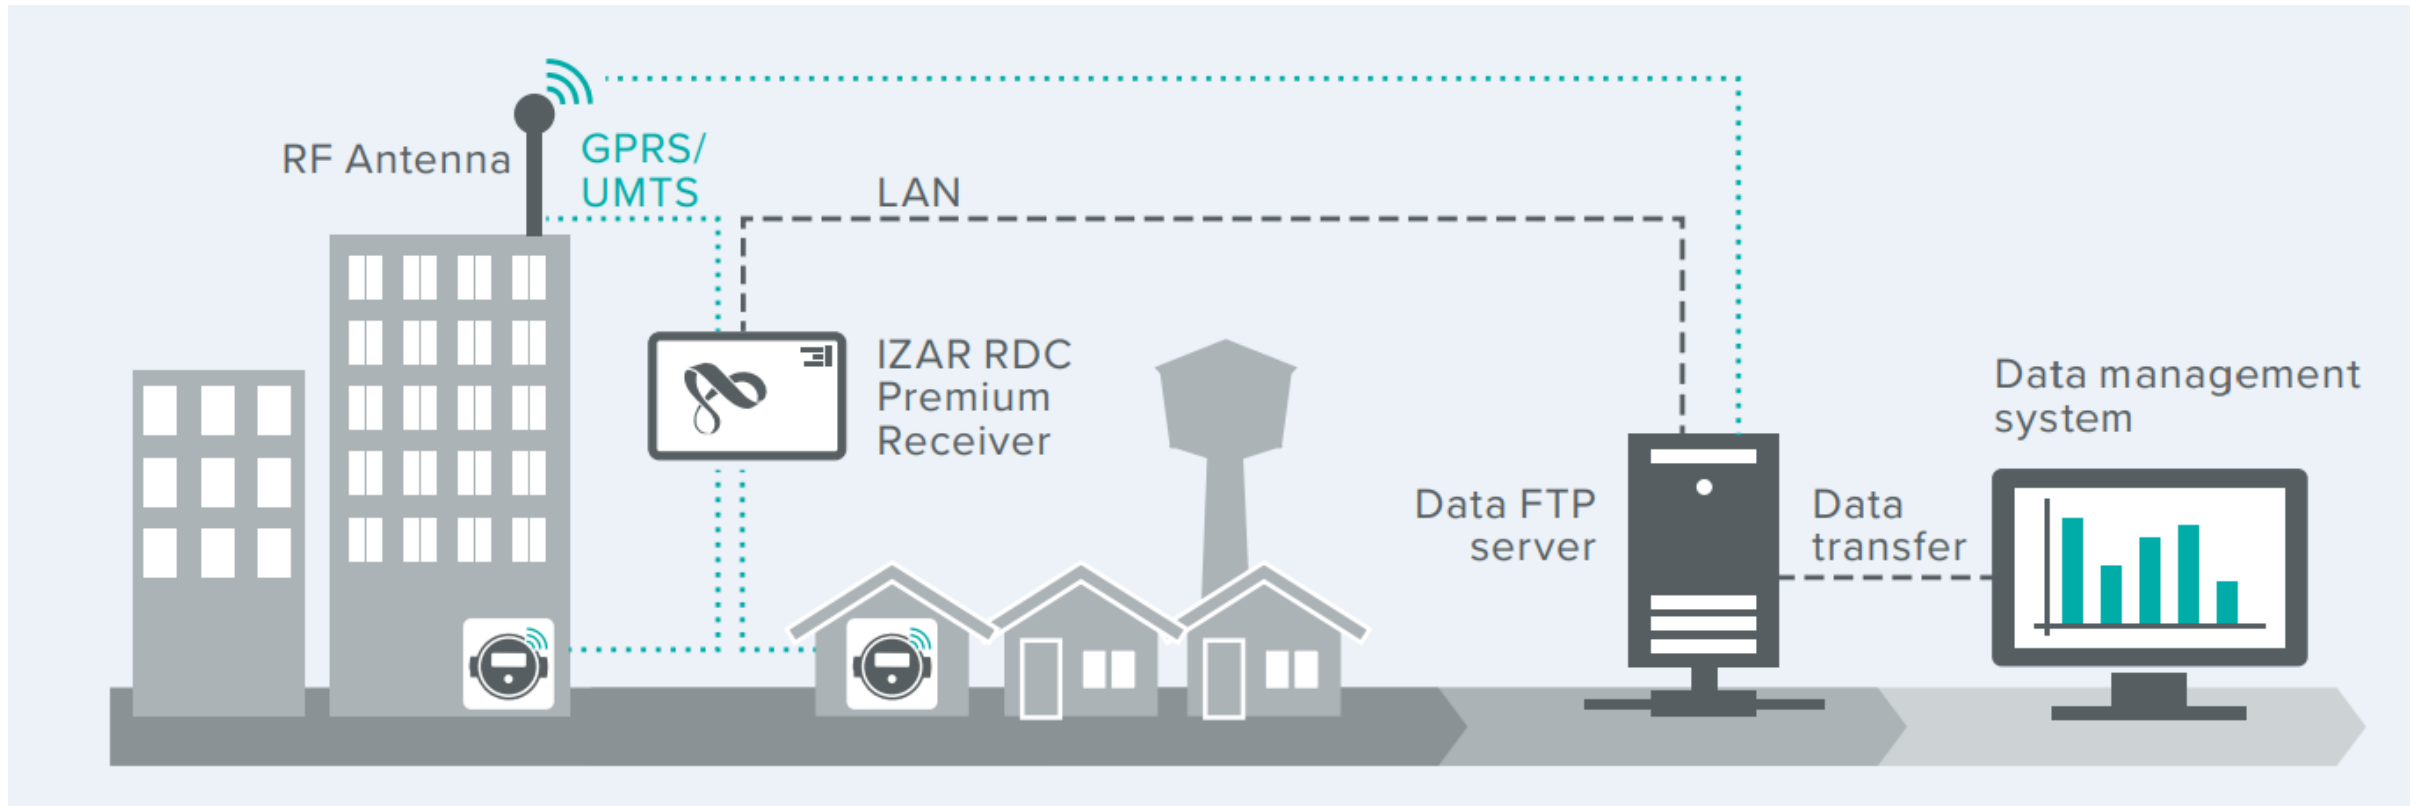 RF Antenna
GPRS/
UMTS
LAN
IZAR RDC
Premium
Receiver
Data FTP
server
Data
transfer
Data management
system